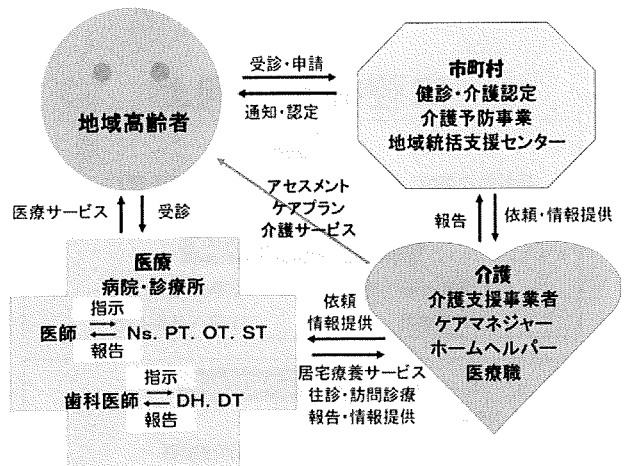 地域高齢者
受診・申請
通知・認定
市町村
健診・介護認定
介護予防事業
地域統括支援センター
アセスメント
ケアプラン
介護サービス
医療サービス
受診
報告
依頼・情報提供
医療
病院・診療所
指示
医師
Ns. PT. OT. ST
報告
指示
歯科医師
DH. DT
報告
依頼
情報提供
居宅療養サービス
往診・訪問診療
報告・情報提供
介護
介護支援事業者
ケアマネジャー
ホームヘルパー
医療職